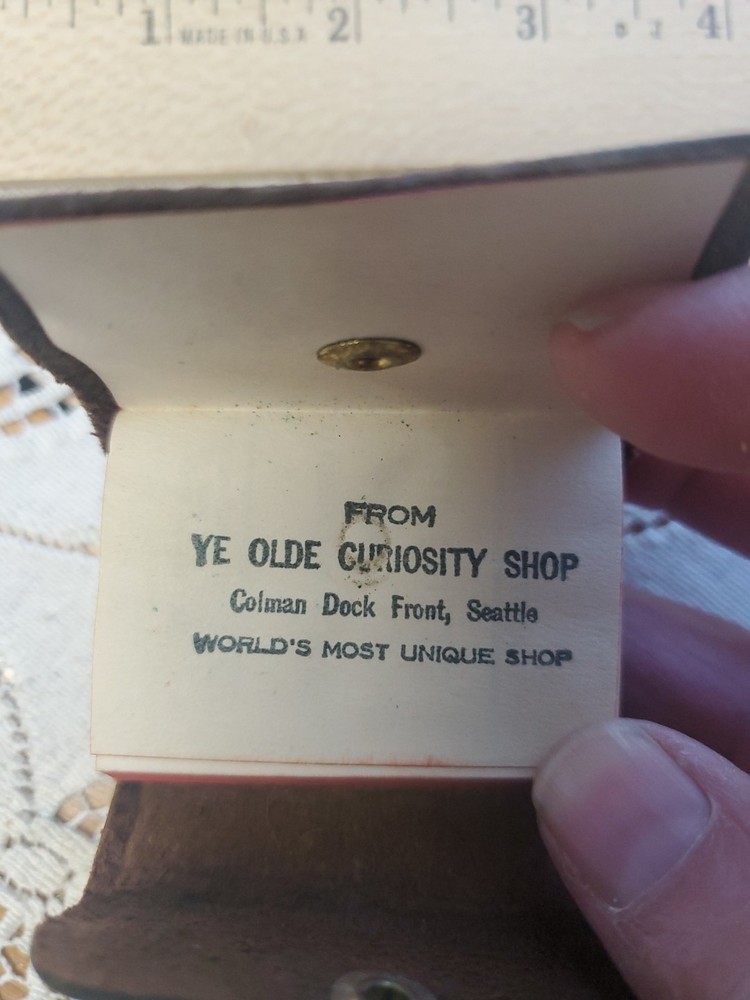 1 MADE IN U.S.A 2 3 4
FROM
YE OLDE CURIOSITY SHOP
Colman Dock Front, Seattle
WORLD'S MOST UNIQUE SHOP